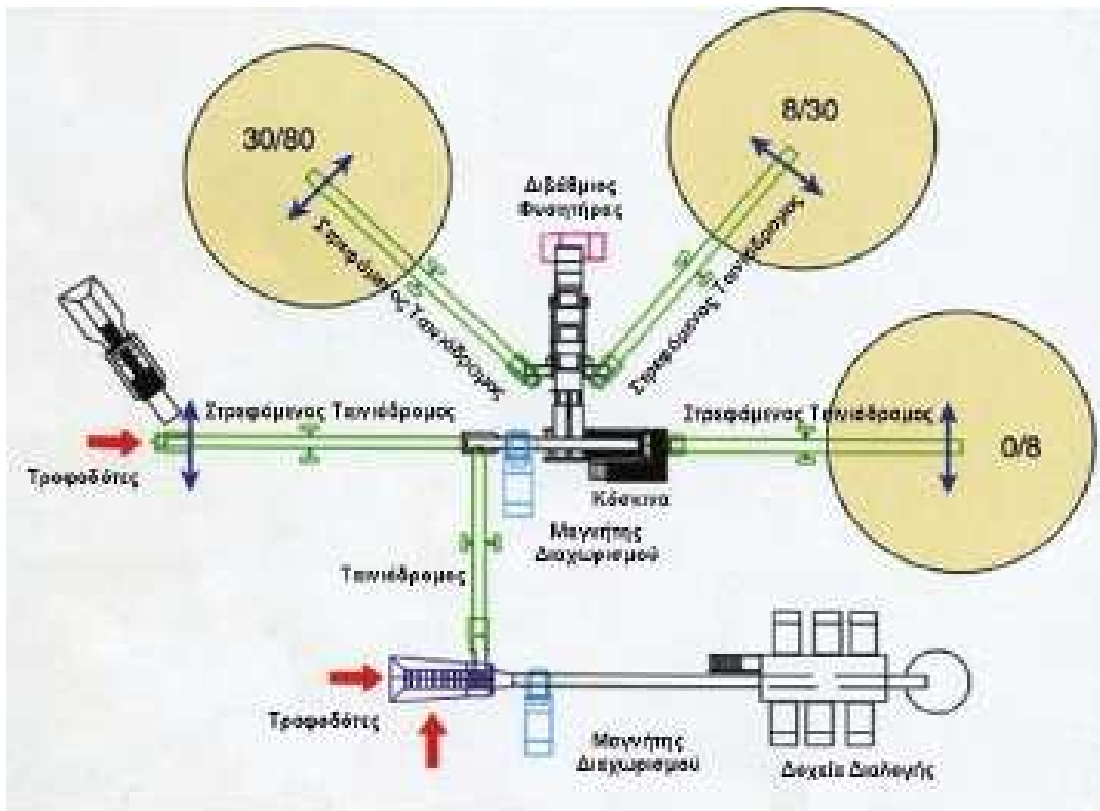 30/80
8/30
Διβάθμιος
Φυσητήρας
Στρεφόμενος Ταινιόδρομος
Στρεφόμενος Ταινιόδρομος
Στρεφόμενος Ταινιόδρομος
Στρεφόμενος Ταινιόδρομος
0/8
Τροφοδότες
Κόσκινα
Μαγνήτης
Διαχωρισμού
Ταινιόδρομος
Τροφοδότες
Μαγνήτης
Διαχωρισμού
Δοχεία Διαλογής